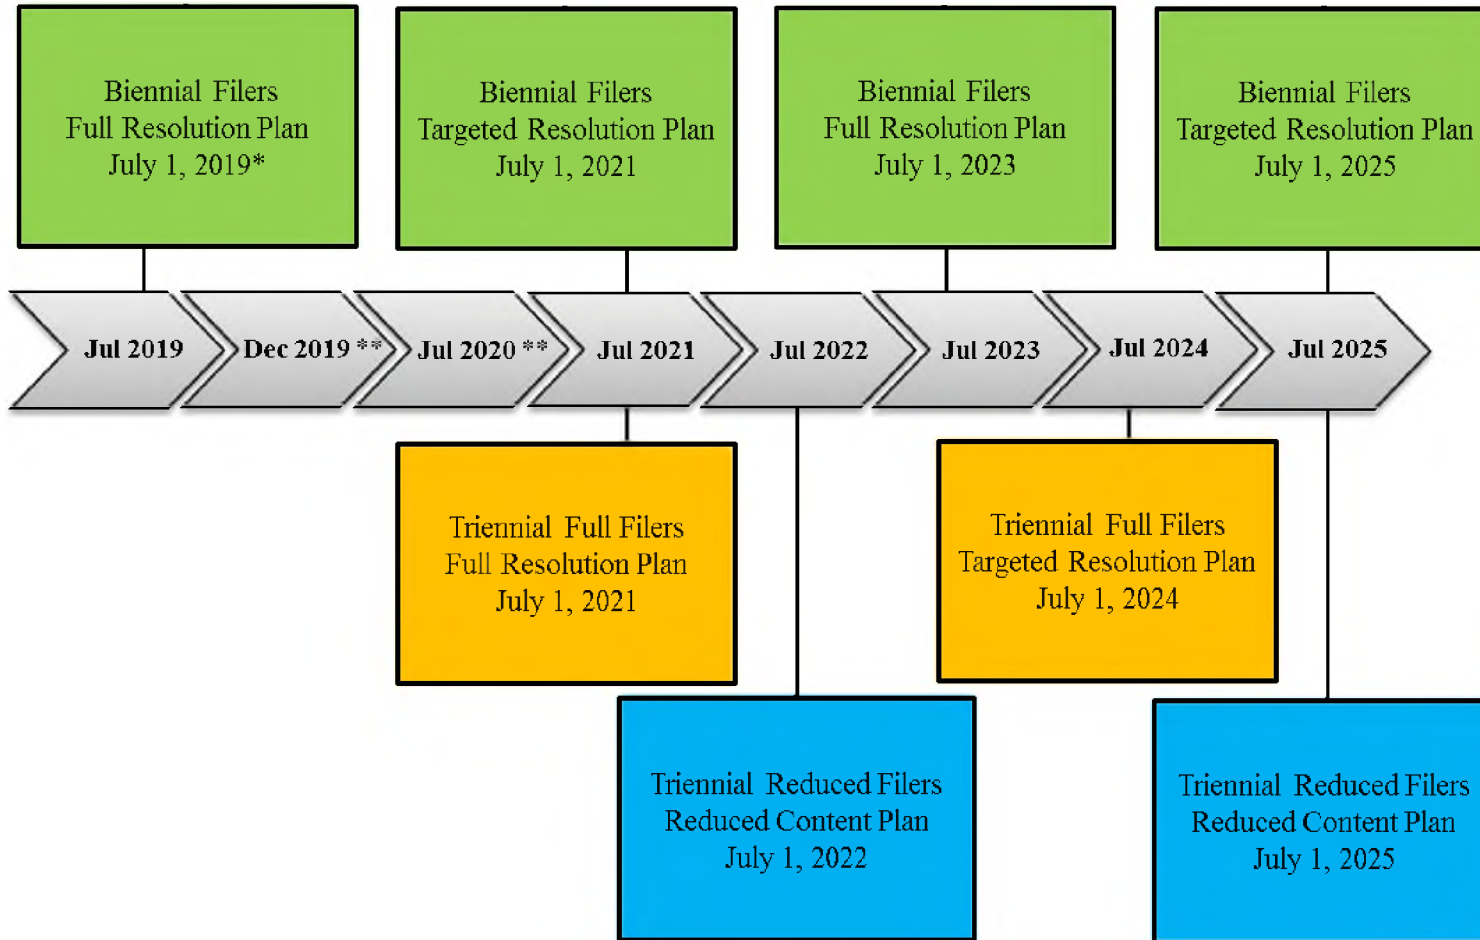 Biennial Filers
Full Resolution Plan
July 1, 2019*
Biennial Filers
Targeted Resolution Plan
July 1, 2021
Biennial Filers
Full Resolution Plan
July 1, 2023
Biennial Filers
Targeted Resolution Plan
July 1, 2025
Jul 2019
Dec 2019 **
Jul 2020 **
Jul 2021
Jul 2022
Jul 2023
Jul 2024
Jul 2025
Triennial Full Filers
Full Resolution Plan
July 1, 2021
Triennial Full Filers
Targeted Resolution Plan
July 1, 2024
Triennial Reduced Filers
Reduced Content Plan
July 1, 2022
Triennial Reduced Filers
Reduced Content Plan
July 1, 2025